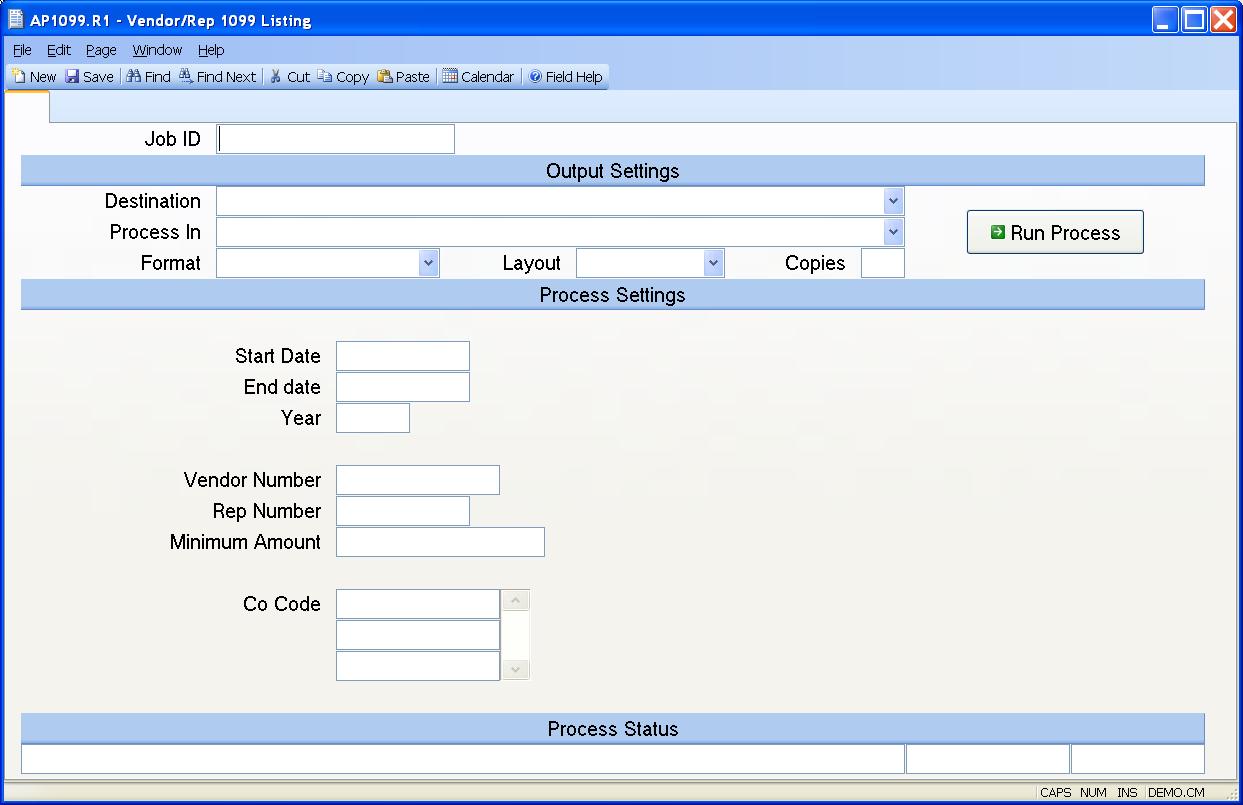 AP1099.R1 - Vendor/Rep 1099 Listing
File Edit Page Window Help
New Save Find Find Next Cut Copy Paste Calendar Field Help
Job ID
Output Settings
Destination
Process In
Run Process
Format Layout Copies
Process Settings
Start Date
End date
Year
Vendor Number
Rep Number
Minimum Amount
Co Code
Process Status
CAPS NUM INS DEMO.CM